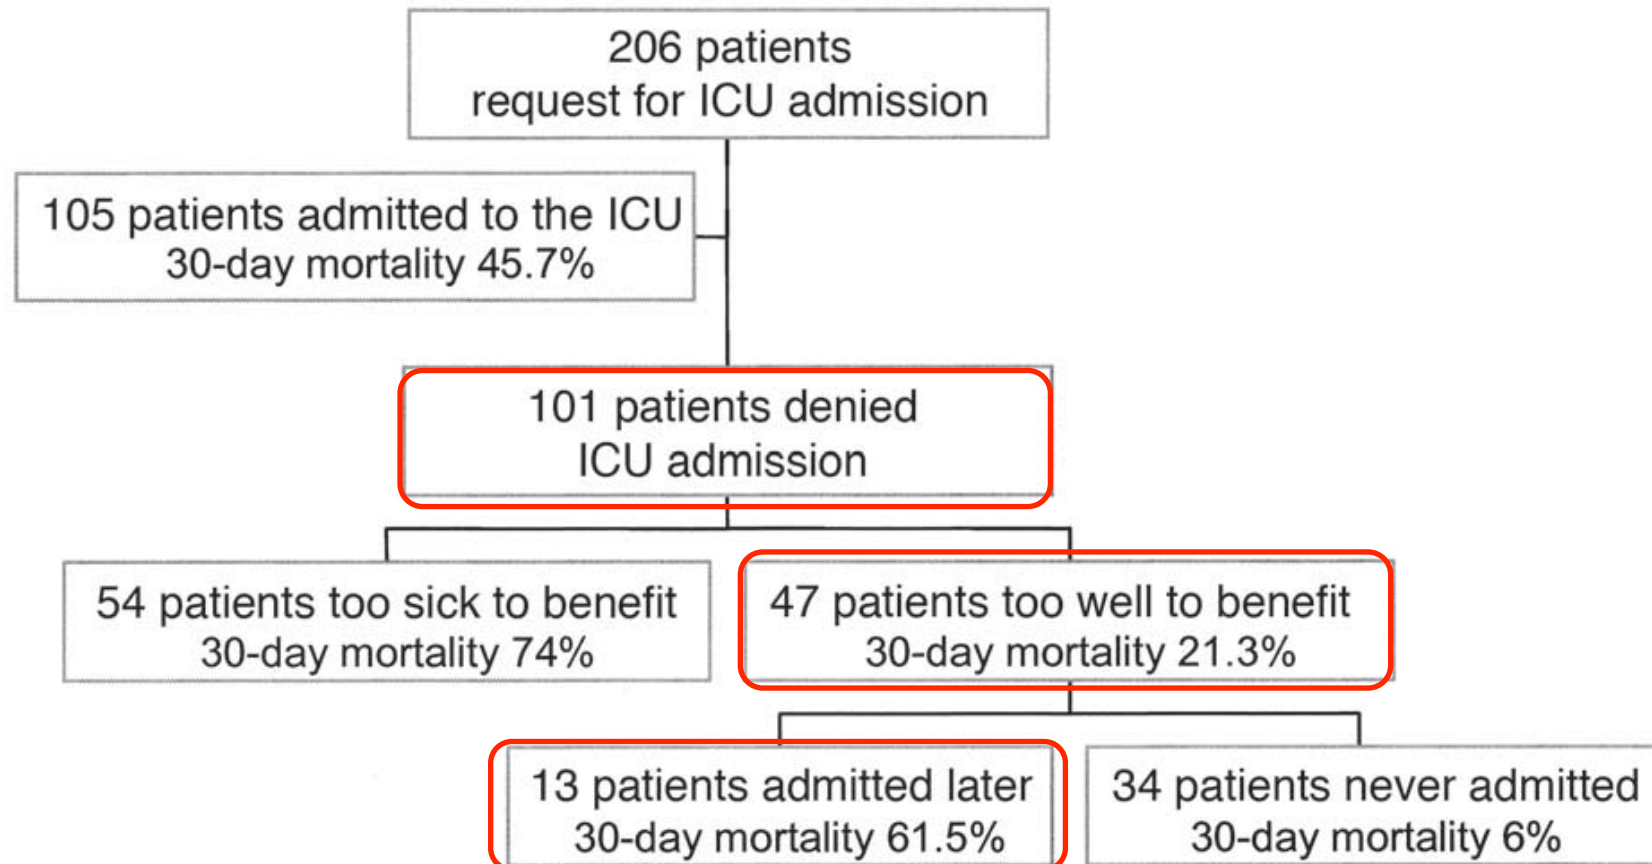 206 patients
request for ICU admission
105 patients admitted to the ICU
30-day mortality 45.7%
101 patients denied
ICU admission
54 patients too sick to benefit
30-day mortality 74%
47 patients too well to benefit
30-day mortality 21.3%
13 patients admitted later
30-day mortality 61.5%
34 patients never admitted
30-day mortality 6%